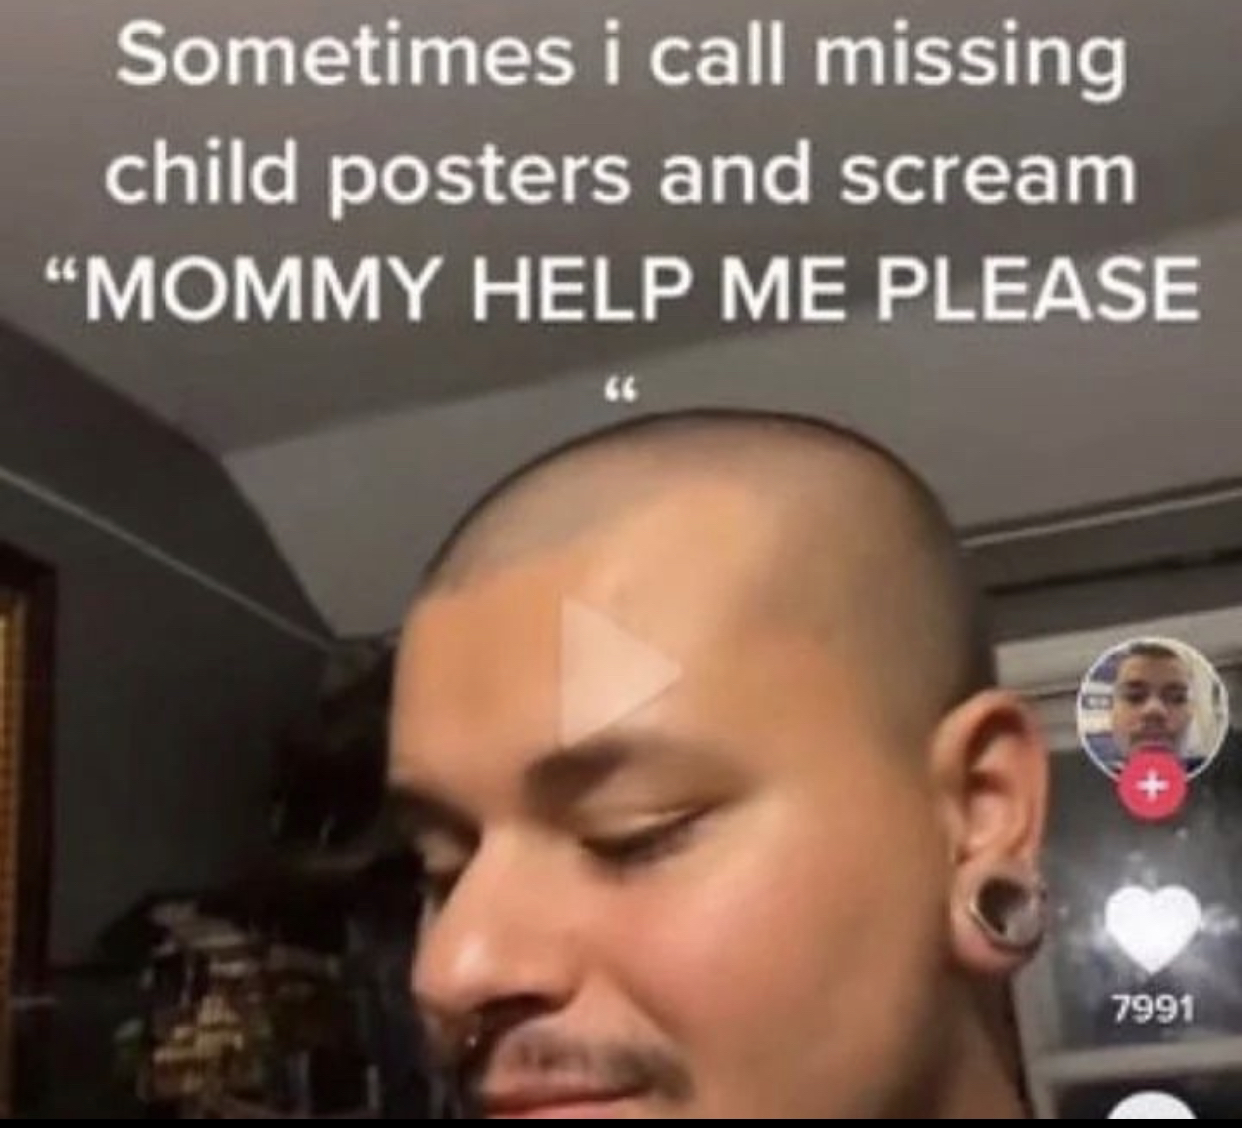 Sometimes i call missing
child posters and scream
“MOMMY HELP ME PLEASE
“
7991